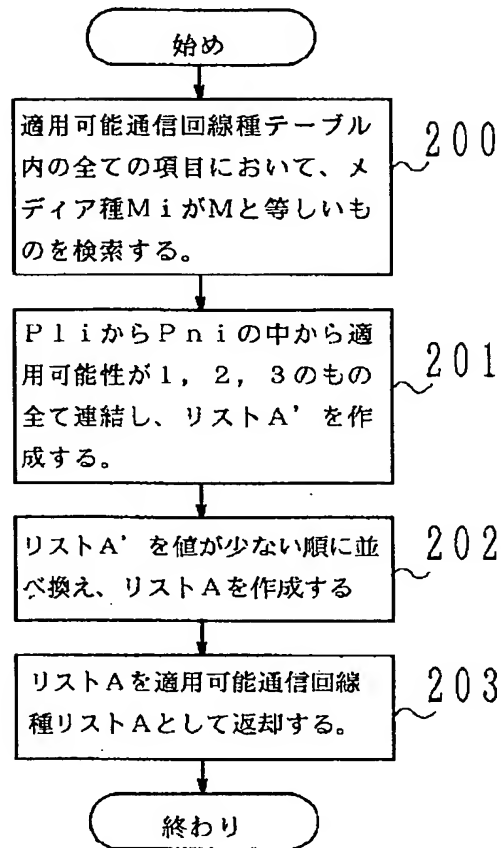 始め
適用可能通信回線種テーブル
200
内の全ての項目において、メ
ディア種MiがMと等しいも
のを検索する。
PliからPniの中から適
201
用可能性が1,2,3のもの
全て連結し、リストA'を作
成する。
リストA'を値が少ない順に並
202
べ換え、リストAを作成する
リストAを適用可能通信回線
203
種リストAとして返却する。
終わり